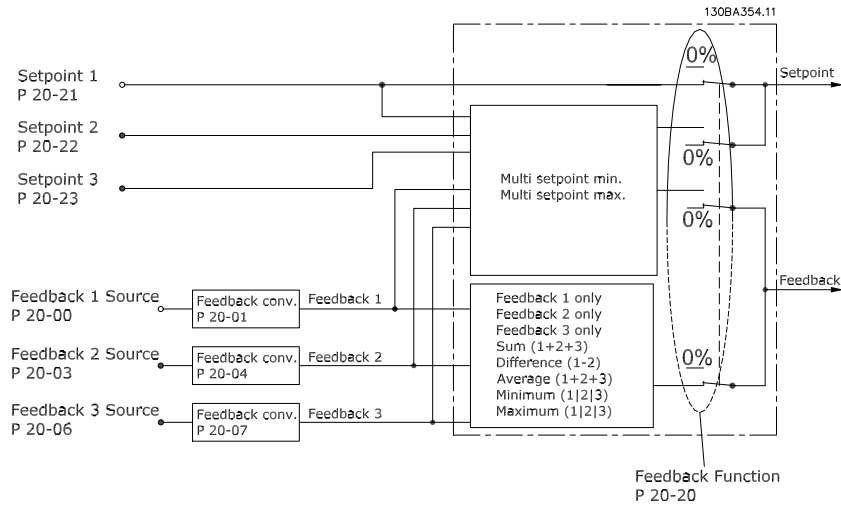 130BA354.11
0%
Setpoint
Setpoint 1
P 20-21
Setpoint 2
P 20-22
0%
Setpoint 3
P 20-23
Multi setpoint min.
Multi setpoint max.
0%
Feedback
Feedback 1 Source
P 20-00
Feedback conv.
P 20-01
Feedback 1
Feedback 2 Source
P 20-03
Feedback conv.
P 20-04
Feedback 2
Feedback 3 Source
P 20-06
Feedback conv.
P 20-07
Feedback 3
Feedback 1 only
Feedback 2 only
Feedback 3 only
Sum (1+2+3)
Difference (1-2)
Average (1+2+3)
Minimum (1|2|3)
Maximum (1|2|3)
0%
Feedback Function
P 20-20